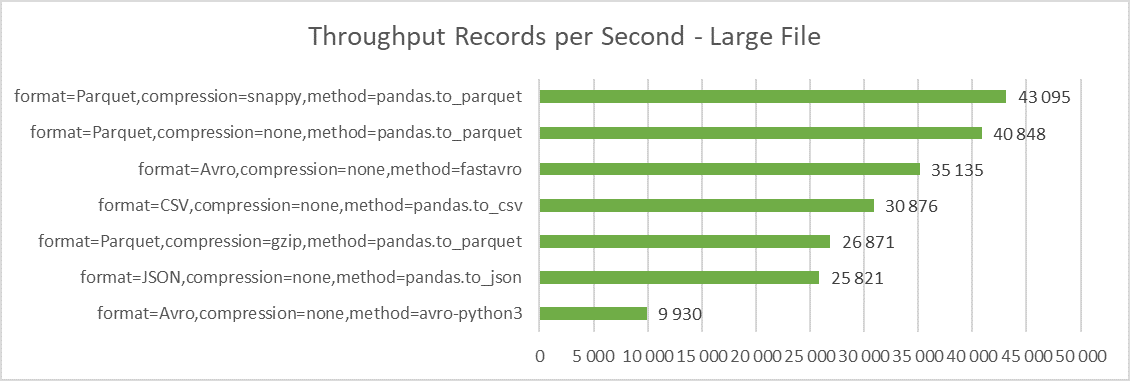 Throughput Records per Second - Large File
format=Parquet,compression=snappy,method=pandas.to_parquet
43 095
format=Parquet,compression=none,method=pandas.to_parquet
40 848
format=Avro,compression=none,method=fastavro
35 135
format=CSV,compression=none,method=pandas.to_csv
30 876
format=Parquet,compression=gzip,method=pandas.to_parquet
26 871
format=JSON,compression=none,method=pandas.to_json
25 821
format=Avro,compression=none,method=avro-python3
9 930
0 5 000 10 000 15 000 20 000 25 000 30 000 35 000 40 000 45 000 50 000